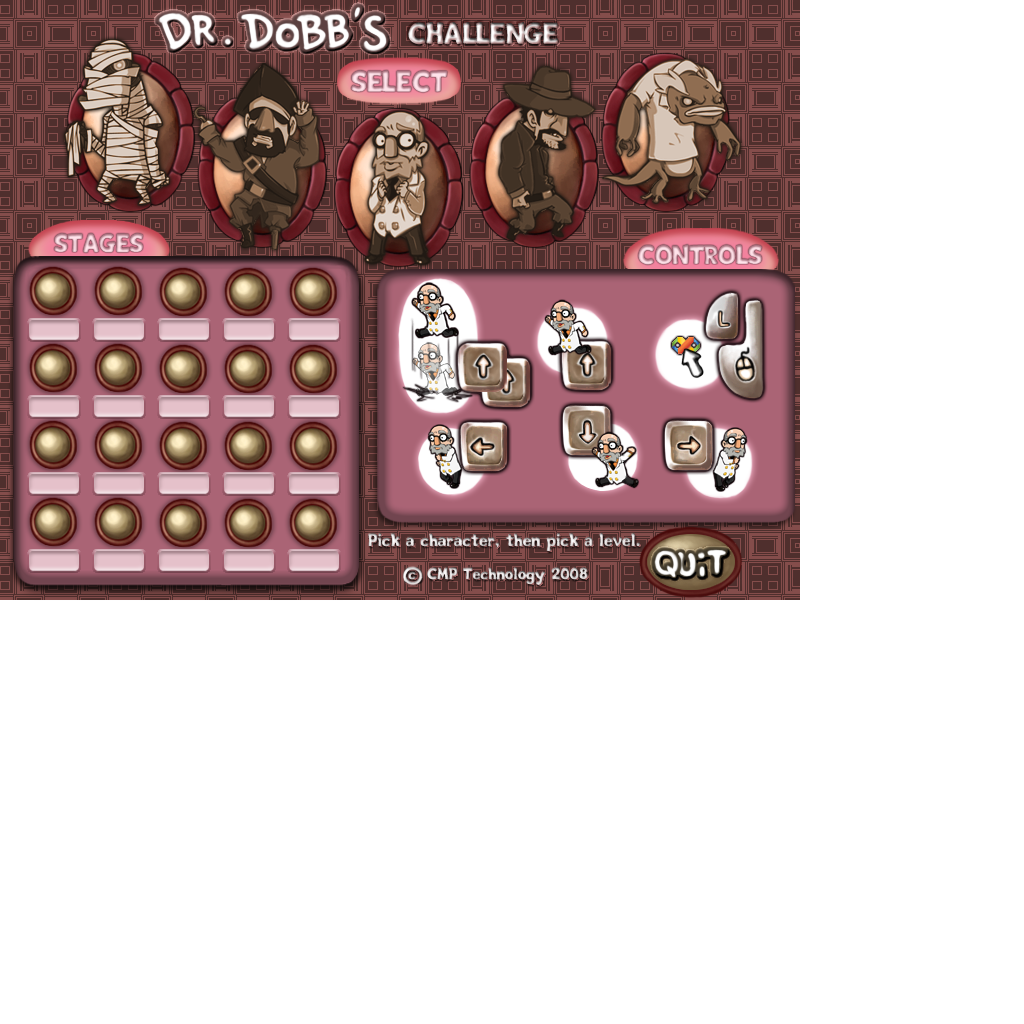 DR. DOBB'S CHALLENGE
SELECT
STAGES
CONTROLS
L
Pick a character, then pick a level.
© CMP Technology 2008
QUiT